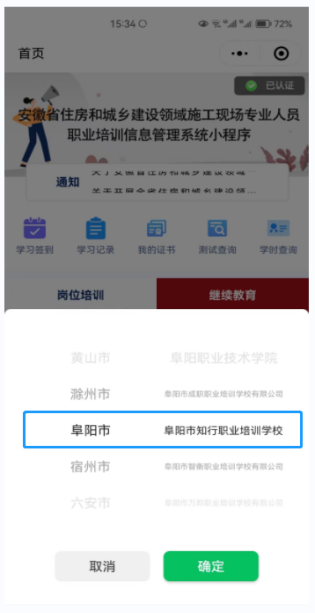 15:34
72%
首页
已认证
安徽省住房和城乡建设领域施工现场专业人员
职业培训信息管理系统小程序
通知
学习签到 学习记录 我的证书 测试查询 学时查询
岗位培训 继续教育
黄山市 阜阳职业技术学院
滁州市 阜阳市成职职业培训学校有限公司
阜阳市 阜阳市知行职业培训学校
宿州市 阜阳市智衡职业培训学校有限公司
六安市
取消 确定